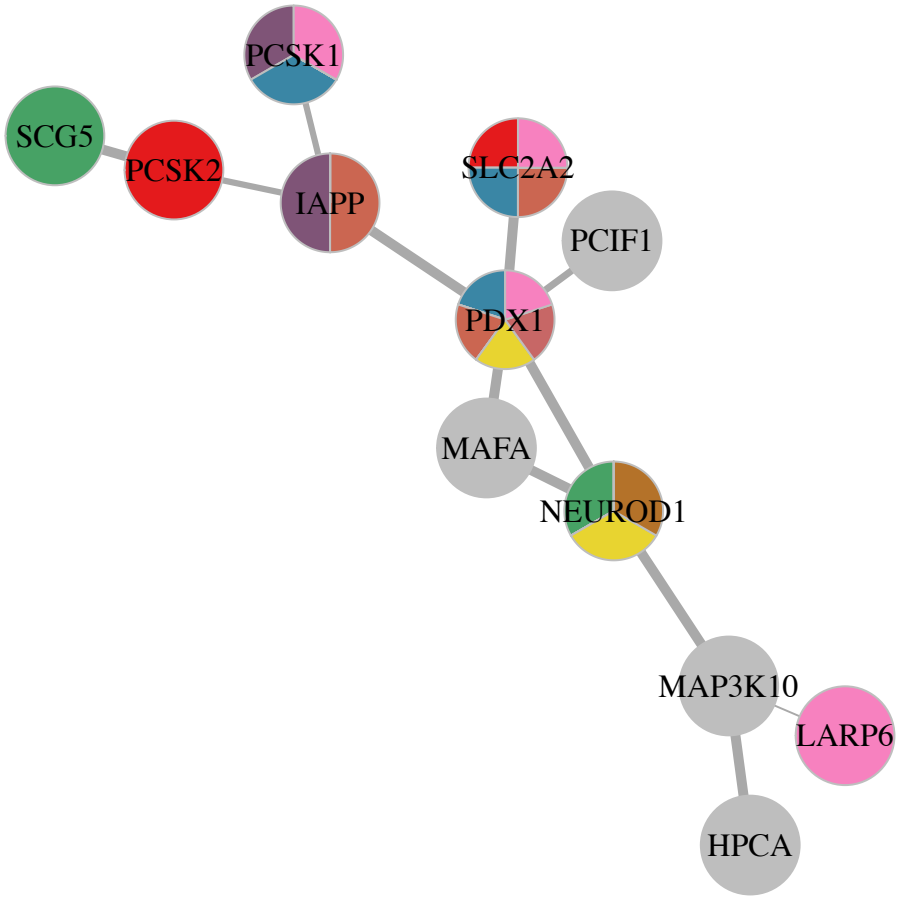 PCSK1
SCG5
PCSK2
SLC2A2
IAPP
PCIF1
PDX1
MAFA
NEUROD1
MAP3K10
LARP6
HPCA